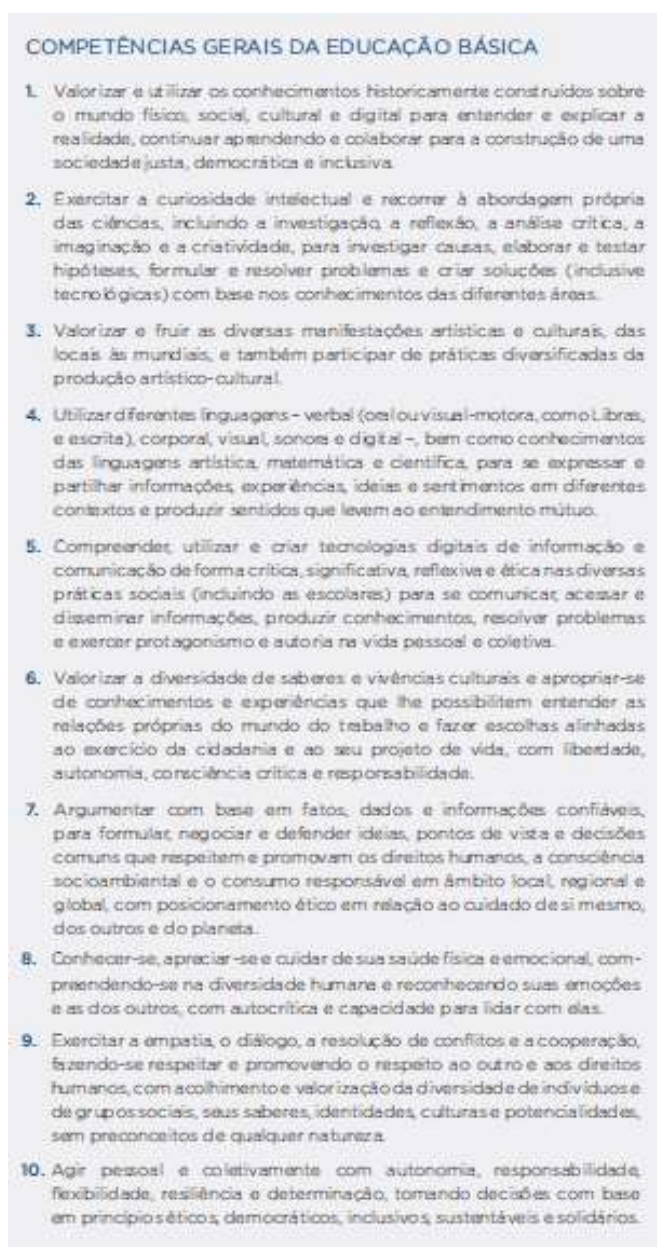 COMPETÊNCIAS GERAIS DA EDUCAÇÃO BÁSICA
1. Valorizar e utilizar os conhecimentos historicamente construídos sobre
o mundo físico, social, cultural e digital para entender e explicar a
realidade, continuar aprendendo e colaborar para a construção de uma
sociedade justa, democrática e inclusiva.
2. Exercitar a curiosidade intelectual e recorrer à abordagem própria
das ciências, incluindo a investigação, a reflexão, a análise crítica, a
imaginação e a criatividade, para investigar causas, elaborar e testar
hipóteses, formular e resolver problemas e criar soluções (inclusive
tecnológicas) com base nos conhecimentos das diferentes áreas.
3. Valorizar e fruir as diversas manifestações artísticas e culturais, das
locais às mundiais, e também participar de práticas diversificadas da
produção artístico-cultural.
4. Utilizar diferentes linguagens – verbal (oral ou visual-motora, como Libras,
e escrita), corporal, visual, sonora e digital –, bem como conhecimentos
das linguagens artística, matemática e científica, para se expressar e
partilhar informações, experiências, ideias e sentimentos em diferentes
contextos e produzir sentidos que levem ao entendimento mútuo.
5. Compreender, utilizar e criar tecnologias digitais de informação e
comunicação de forma crítica, significativa, reflexiva e ética nas diversas
práticas sociais (incluindo as escolares) para se comunicar, acessar e
disseminar informações, produzir conhecimentos, resolver problemas
e exercer protagonismo e autoria na vida pessoal e coletiva.
6. Valorizar a diversidade de saberes e vivências culturais e apropriar-se
de conhecimentos e experiências que lhe possibilitem entender as
relações próprias do mundo do trabalho e fazer escolhas alinhadas
ao exercício da cidadania e ao seu projeto de vida, com liberdade,
autonomia, consciência crítica e responsabilidade.
7. Argumentar com base em fatos, dados e informações confiáveis,
para formular, negociar e defender ideias, pontos de vista e decisões
comuns que respeitem e promovam os direitos humanos, a consciência
socioambiental e o consumo responsável em âmbito local, regional e
global, com posicionamento ético em relação ao cuidado de si mesmo,
dos outros e do planeta.
8. Conhecer-se, apreciar-se e cuidar de sua saúde física e emocional, com-
preendendo-se na diversidade humana e reconhecendo suas emoções
e as dos outros, com autocrítica e capacidade para lidar com elas.
9. Exercitar a empatia, o diálogo, a resolução de conflitos e a cooperação,
fazendo-se respeitar e promovendo o respeito ao outro e aos direitos
humanos, com acolhimento e valorização da diversidade de indivíduos e
de grupos sociais, seus saberes, identidades, culturas e potencialidades,
sem preconceitos de qualquer natureza.
10. Agir pessoal e coletivamente com autonomia, responsabilidade,
flexibilidade, resiliência e determinação, tomando decisões com base
em princípios éticos, democráticos, inclusivos, sustentáveis e solidários.